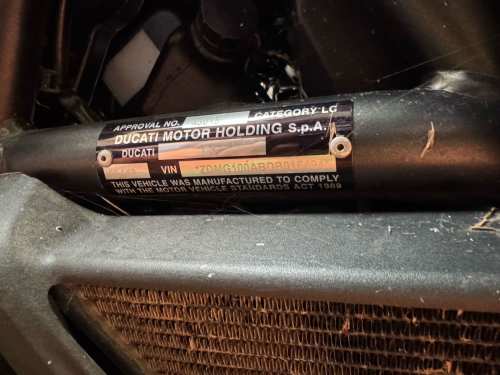 APPROVAL NO. CATEGORY LC
DUCATI MOTOR HOLDING S.p.A.
DUCATI
VIN
THIS VEHICLE WAS MANUFACTURED TO COMPLY
WITH THE MOTOR VEHICLE STANDARDS ACT 1989